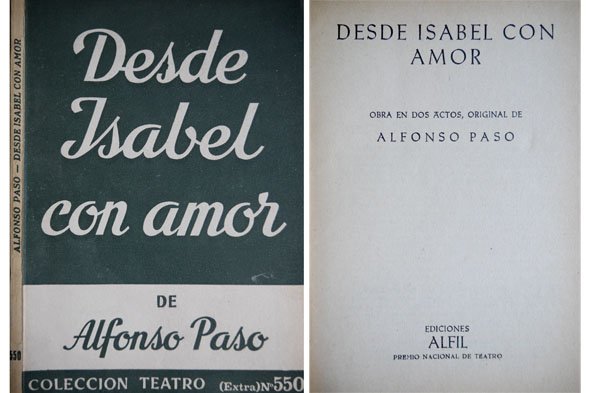 ALFONSO PASO — DESDE ISABEL CON AMOR
550
Desde
Isabel
con amor
DE
Alfonso Paso
COLECCION TEATRO (Extra) Nº 550
DESDE ISABEL CON
AMOR
OBRA EN DOS ACTOS, ORIGINAL DE
ALFONSO PASO
EDICIONES
ALFIL
PREMIO NACIONAL DE TEATRO